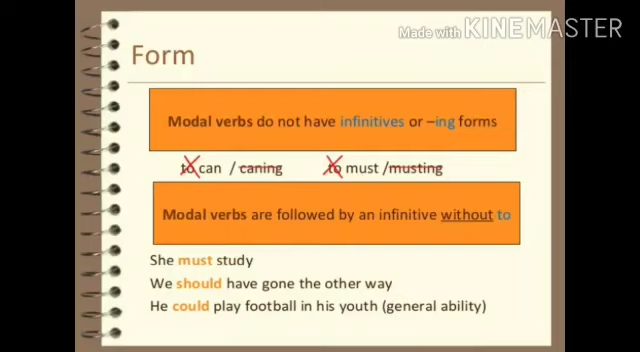 Made with KINEMASTER
Form
Modal verbs do not have infinitives or –ing forms
to can / caning to must /musting
Modal verbs are followed by an infinitive without to
She must study
We should have gone the other way
He could play football in his youth (general ability)